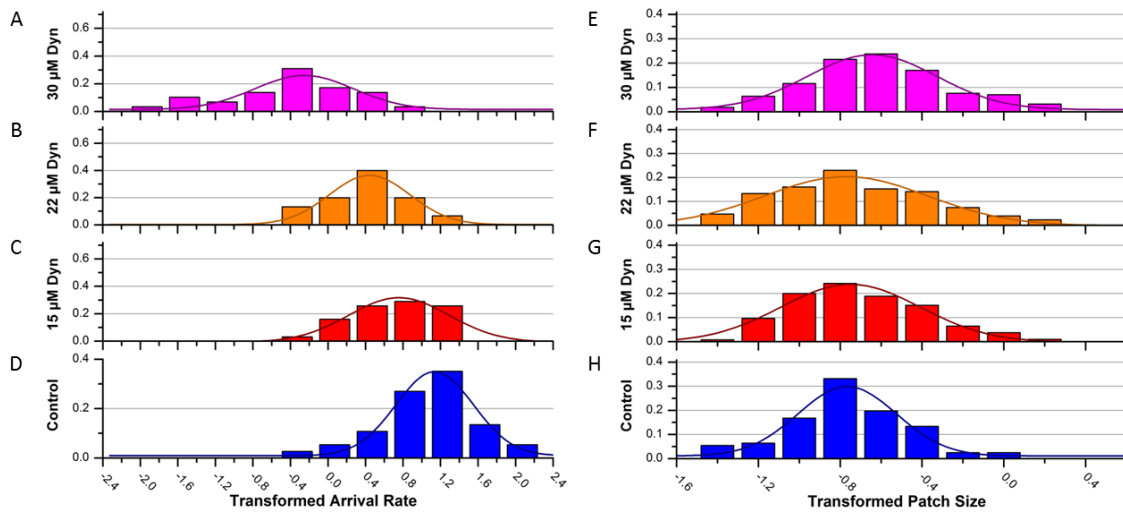 A
30 µM Dyn
0.6
0.4
0.2
0.0
B
22 µM Dyn
0.6
0.4
0.2
0.0
C
15 µM Dyn
0.6
0.4
0.2
0.0
D
Control
0.4
0.2
0.0
-2.4 -2.0 -1.6 -1.2 -0.8 -0.4 0.0 0.4 0.8 1.2 1.6 2.0 2.4
Transformed Arrival Rate
E
30 µM Dyn
0.4
0.3
0.2
0.1
0.0
F
22 µM Dyn
0.4
0.3
0.2
0.1
0.0
G
15 µM Dyn
0.4
0.3
0.2
0.1
0.0
H
Control
0.4
0.3
0.2
0.1
0.0
-1.6 -1.2 -0.8 -0.4 0.0 0.4
Transformed Patch Size